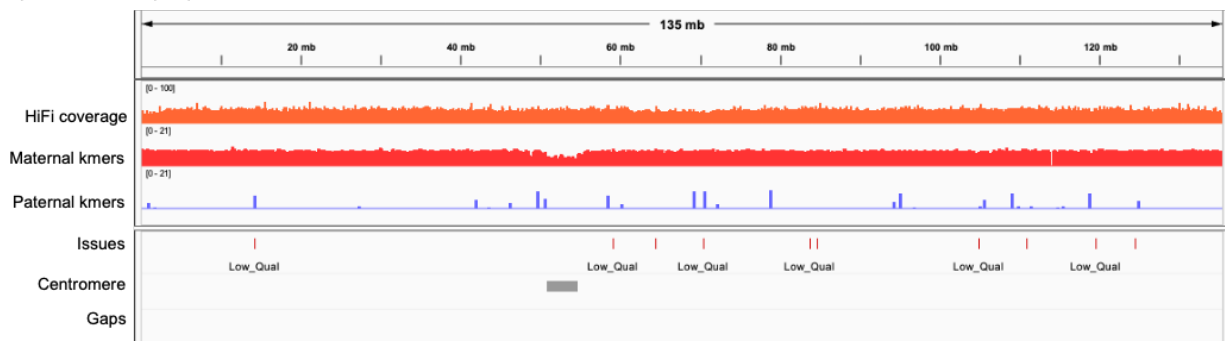 135 mb
20 mb 40 mb 60 mb 80 mb 100 mb 120 mb
[0 - 100]
HiFi coverage
[0 - 21]
Maternal kmers
[0 - 21]
Paternal kmers
Issues
Low_Qual Low_Qual Low_Qual Low_Qual Low_Qual Low_Qual
Centromere
Gaps